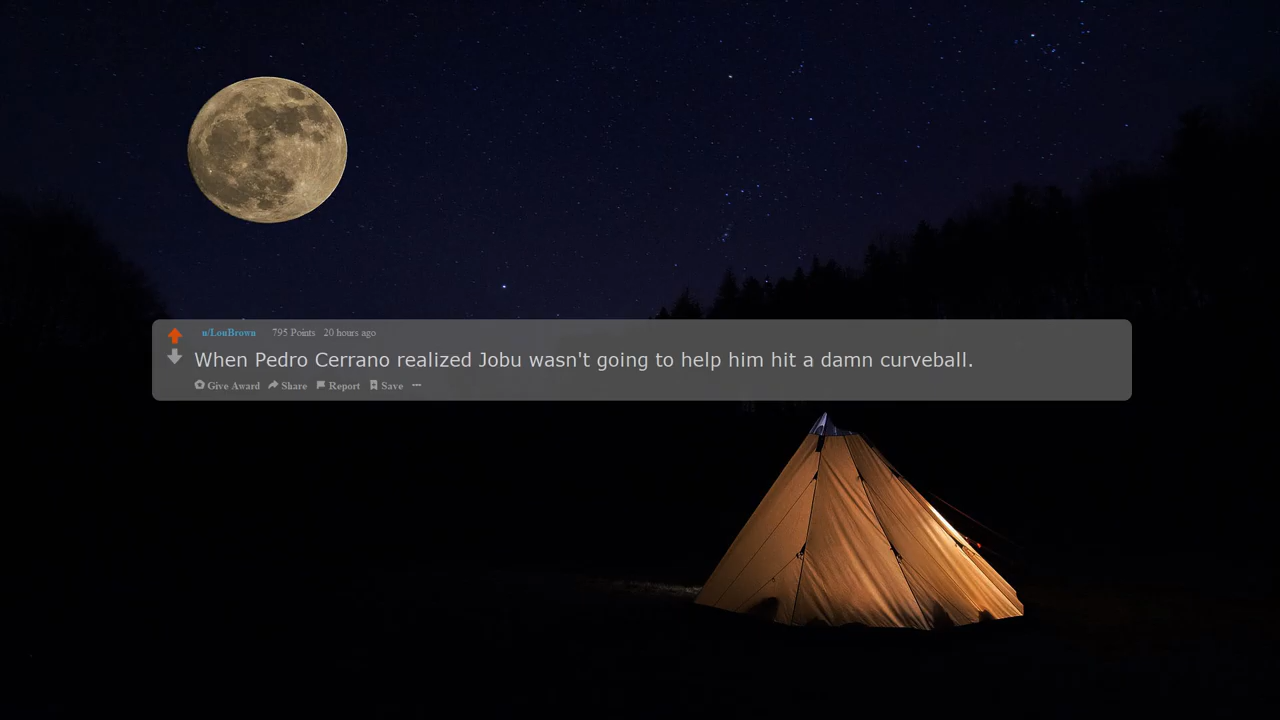 u/LouBrown 795 Points 20 hours ago
When Pedro Cerrano realized Jobu wasn't going to help him hit a damn curveball.
Give Award Share Report Save